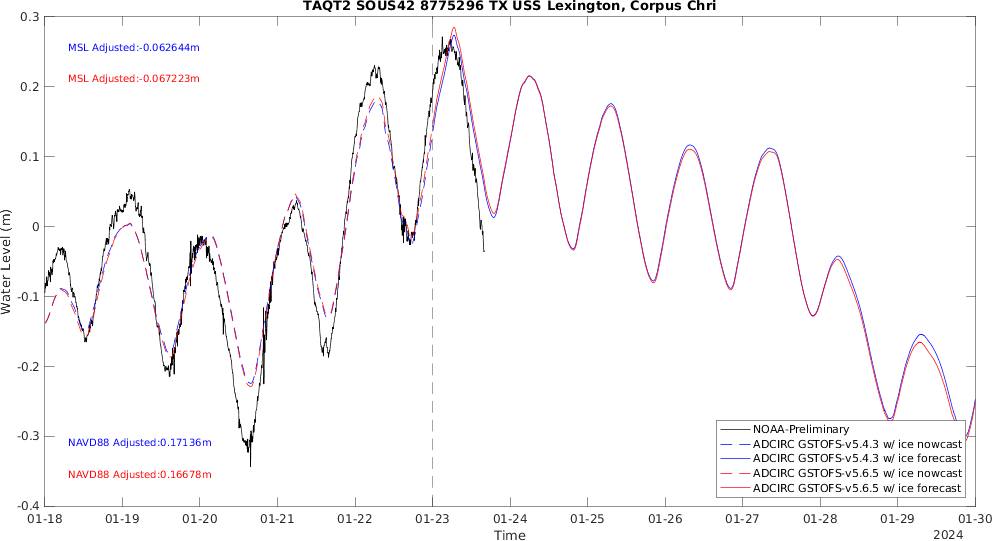 TAQT2 SOUS42 8775296 TX USS Lexington, Corpus Chri
MSL Adjusted:-0.062644m
MSL Adjusted:-0.067223m
NAVD88 Adjusted:0.17136m
NAVD88 Adjusted:0.16678m
Water Level (m)
0.3
0.2
0.1
0
-0.1
-0.2
-0.3
-0.4
NOAA-Preliminary
ADCIRC GSTOFS-v5.4.3 w/ ice nowcast
ADCIRC GSTOFS-v5.4.3 w/ ice forecast
ADCIRC GSTOFS-v5.6.5 w/ ice nowcast
ADCIRC GSTOFS-v5.6.5 w/ ice forecast
01-18 01-19 01-20 01-21 01-22 01-23 01-24 01-25 01-26 01-27 01-28 01-29 01-30
Time
2024